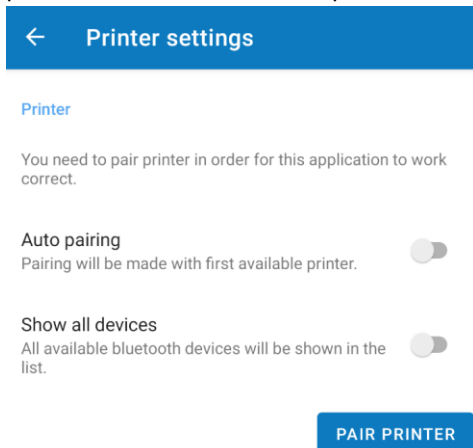 Printer settings
Printer
You need to pair printer in order for this application to work
correct.
Auto pairing
Pairing will be made with first available printer.
Show all devices
All available bluetooth devices will be shown in the
list.
PAIR PRINTER